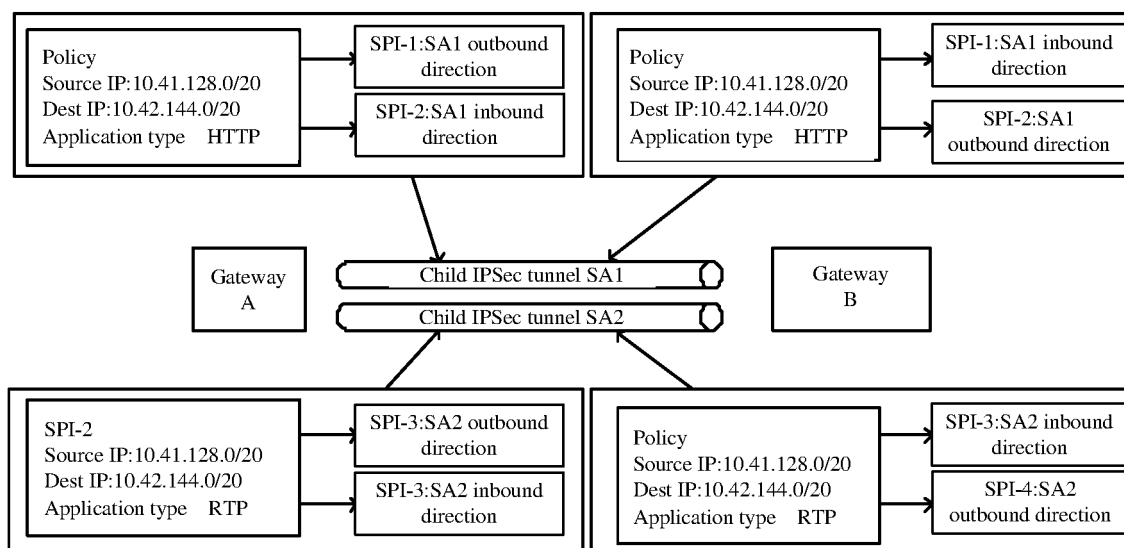 Policy
Source IP:10.41.128.0/20
Dest IP:10.42.144.0/20
Application type HTTP
SPI-1:SA1 outbound
direction
SPI-2:SA1 inbound
direction
Policy
Source IP:10.41.128.0/20
Dest IP:10.42.144.0/20
Application type HTTP
SPI-1:SA1 inbound
direction
SPI-2:SA1
outbound direction
Gateway
A
Child IPSec tunnel SA1
Child IPSec tunnel SA2
Gateway
B
SPI-2
Source IP:10.41.128.0/20
Dest IP:10.42.144.0/20
Application type RTP
SPI-3:SA2 outbound
direction
SPI-3:SA2 inbound
direction
Policy
Source IP:10.41.128.0/20
Dest IP:10.42.144.0/20
Application type RTP
SPI-3:SA2 inbound
direction
SPI-4:SA2
outbound direction